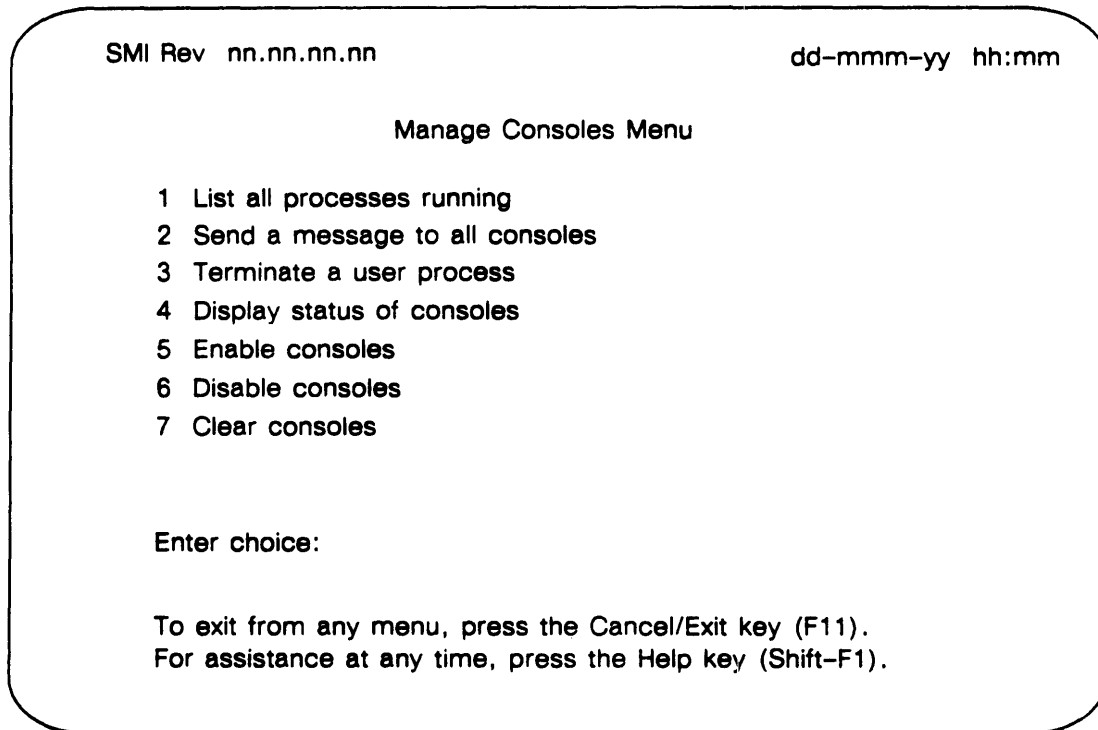 SMI Rev nn.nn.nn.nn dd-mmm-yy hh:mm
Manage Consoles Menu
1 List all processes running
2 Send a message to all consoles
3 Terminate a user process
4 Display status of consoles
5 Enable consoles
6 Disable consoles
7 Clear consoles
Enter choice:
To exit from any menu, press the Cancel/Exit key (F11).
For assistance at any time, press the Help key (Shift-F1).